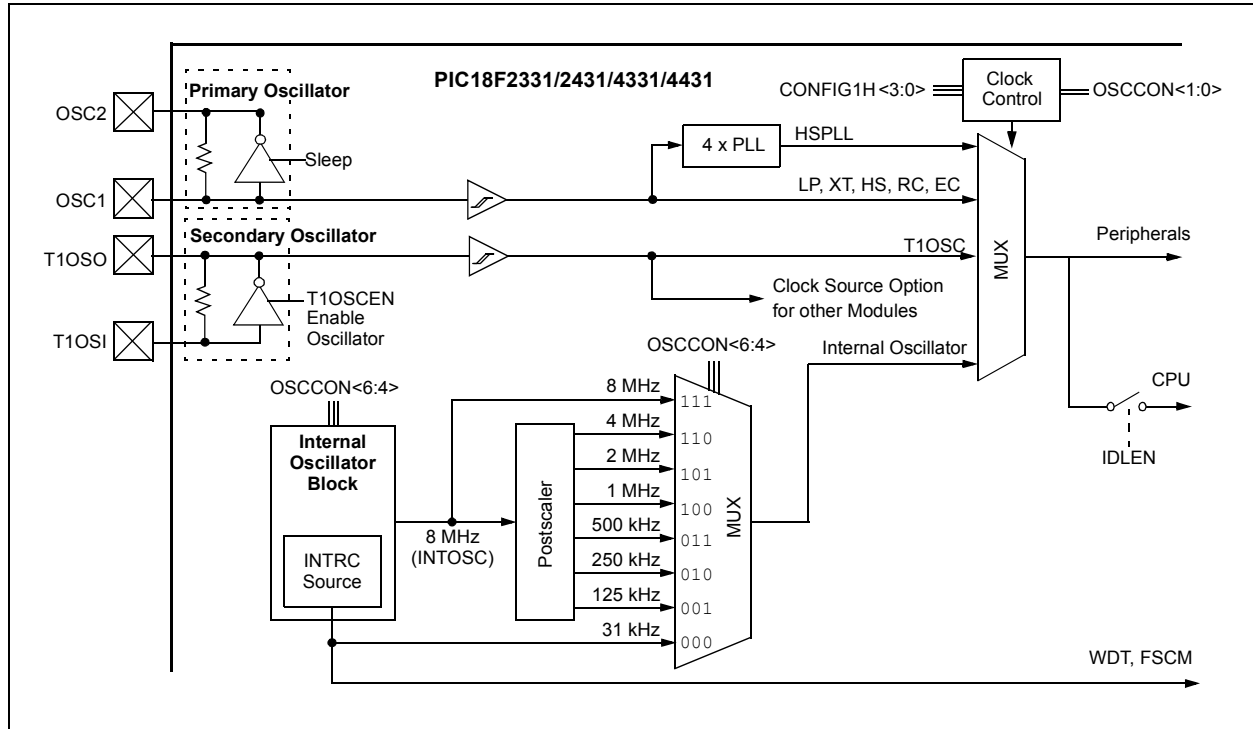 PIC18F2331/2431/4331/4431
Primary Oscillator
OSC2
Sleep
OSC1
Secondary Oscillator
T1OSO
T1OSCEN
Enable
Oscillator
T1OSI
CONFIG1H <3:0>
Clock
Control
OSCCON<1:0>
4 x PLL
HSPLL
LP, XT, HS, RC, EC
T1OSC
MUX
Peripherals
Clock Source Option
for other Modules
Internal Oscillator
CPU
IDLEN
OSCCON<6:4>
OSCCON<6:4>
Internal
Oscillator
Block
INTRC
Source
8 MHz
(INTOSC)
Postscaler
8 MHz
111
4 MHz
110
2 MHz
101
1 MHz
100
500 kHz
011
250 kHz
010
125 kHz
001
31 kHz
000
MUX
WDT, FSCM